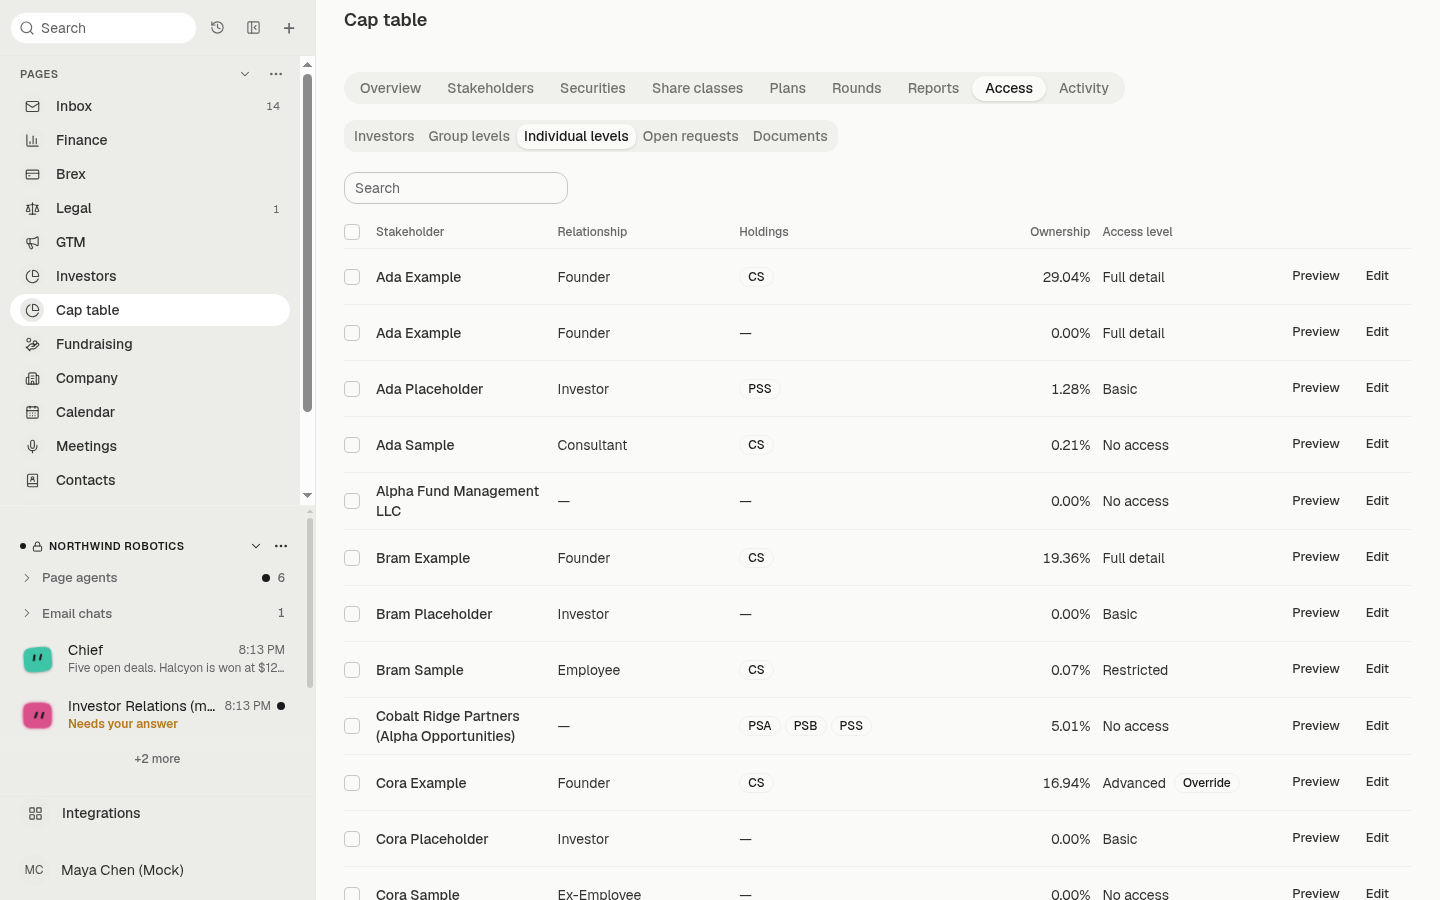 Search
PAGES
Inbox 14
Finance
Brex
Legal 1
GTM
Investors
Cap table
Fundraising
Company
Calendar
Meetings
Contacts
NORTHWIND ROBOTICS
Page agents 6
Email chats 1
Chief 8:13 PM
Five open deals. Halcyon is won at $12…
Investor Relations (m… 8:13 PM
Needs your answer
+2 more
Integrations
MC Maya Chen (Mock)
Cap table
Overview Stakeholders Securities Share classes Plans Rounds Reports Access Activity
Investors Group levels Individual levels Open requests Documents
Search
Stakeholder Relationship Holdings Ownership Access level
Ada Example Founder CS 29.04% Full detail Preview Edit
Ada Example Founder — 0.00% Full detail Preview Edit
Ada Placeholder Investor PSS 1.28% Basic Preview Edit
Ada Sample Consultant CS 0.21% No access Preview Edit
Alpha Fund Management
LLC — — 0.00% No access Preview Edit
Bram Example Founder CS 19.36% Full detail Preview Edit
Bram Placeholder Investor — 0.00% Basic Preview Edit
Bram Sample Employee CS 0.07% Restricted Preview Edit
Cobalt Ridge Partners
(Alpha Opportunities) — PSA PSB PSS 5.01% No access Preview Edit
Cora Example Founder CS 16.94% Advanced Override Preview Edit
Cora Placeholder Investor — 0.00% Basic Preview Edit
Cora Sample Ex-Employee — 0.00% No access Preview Edit